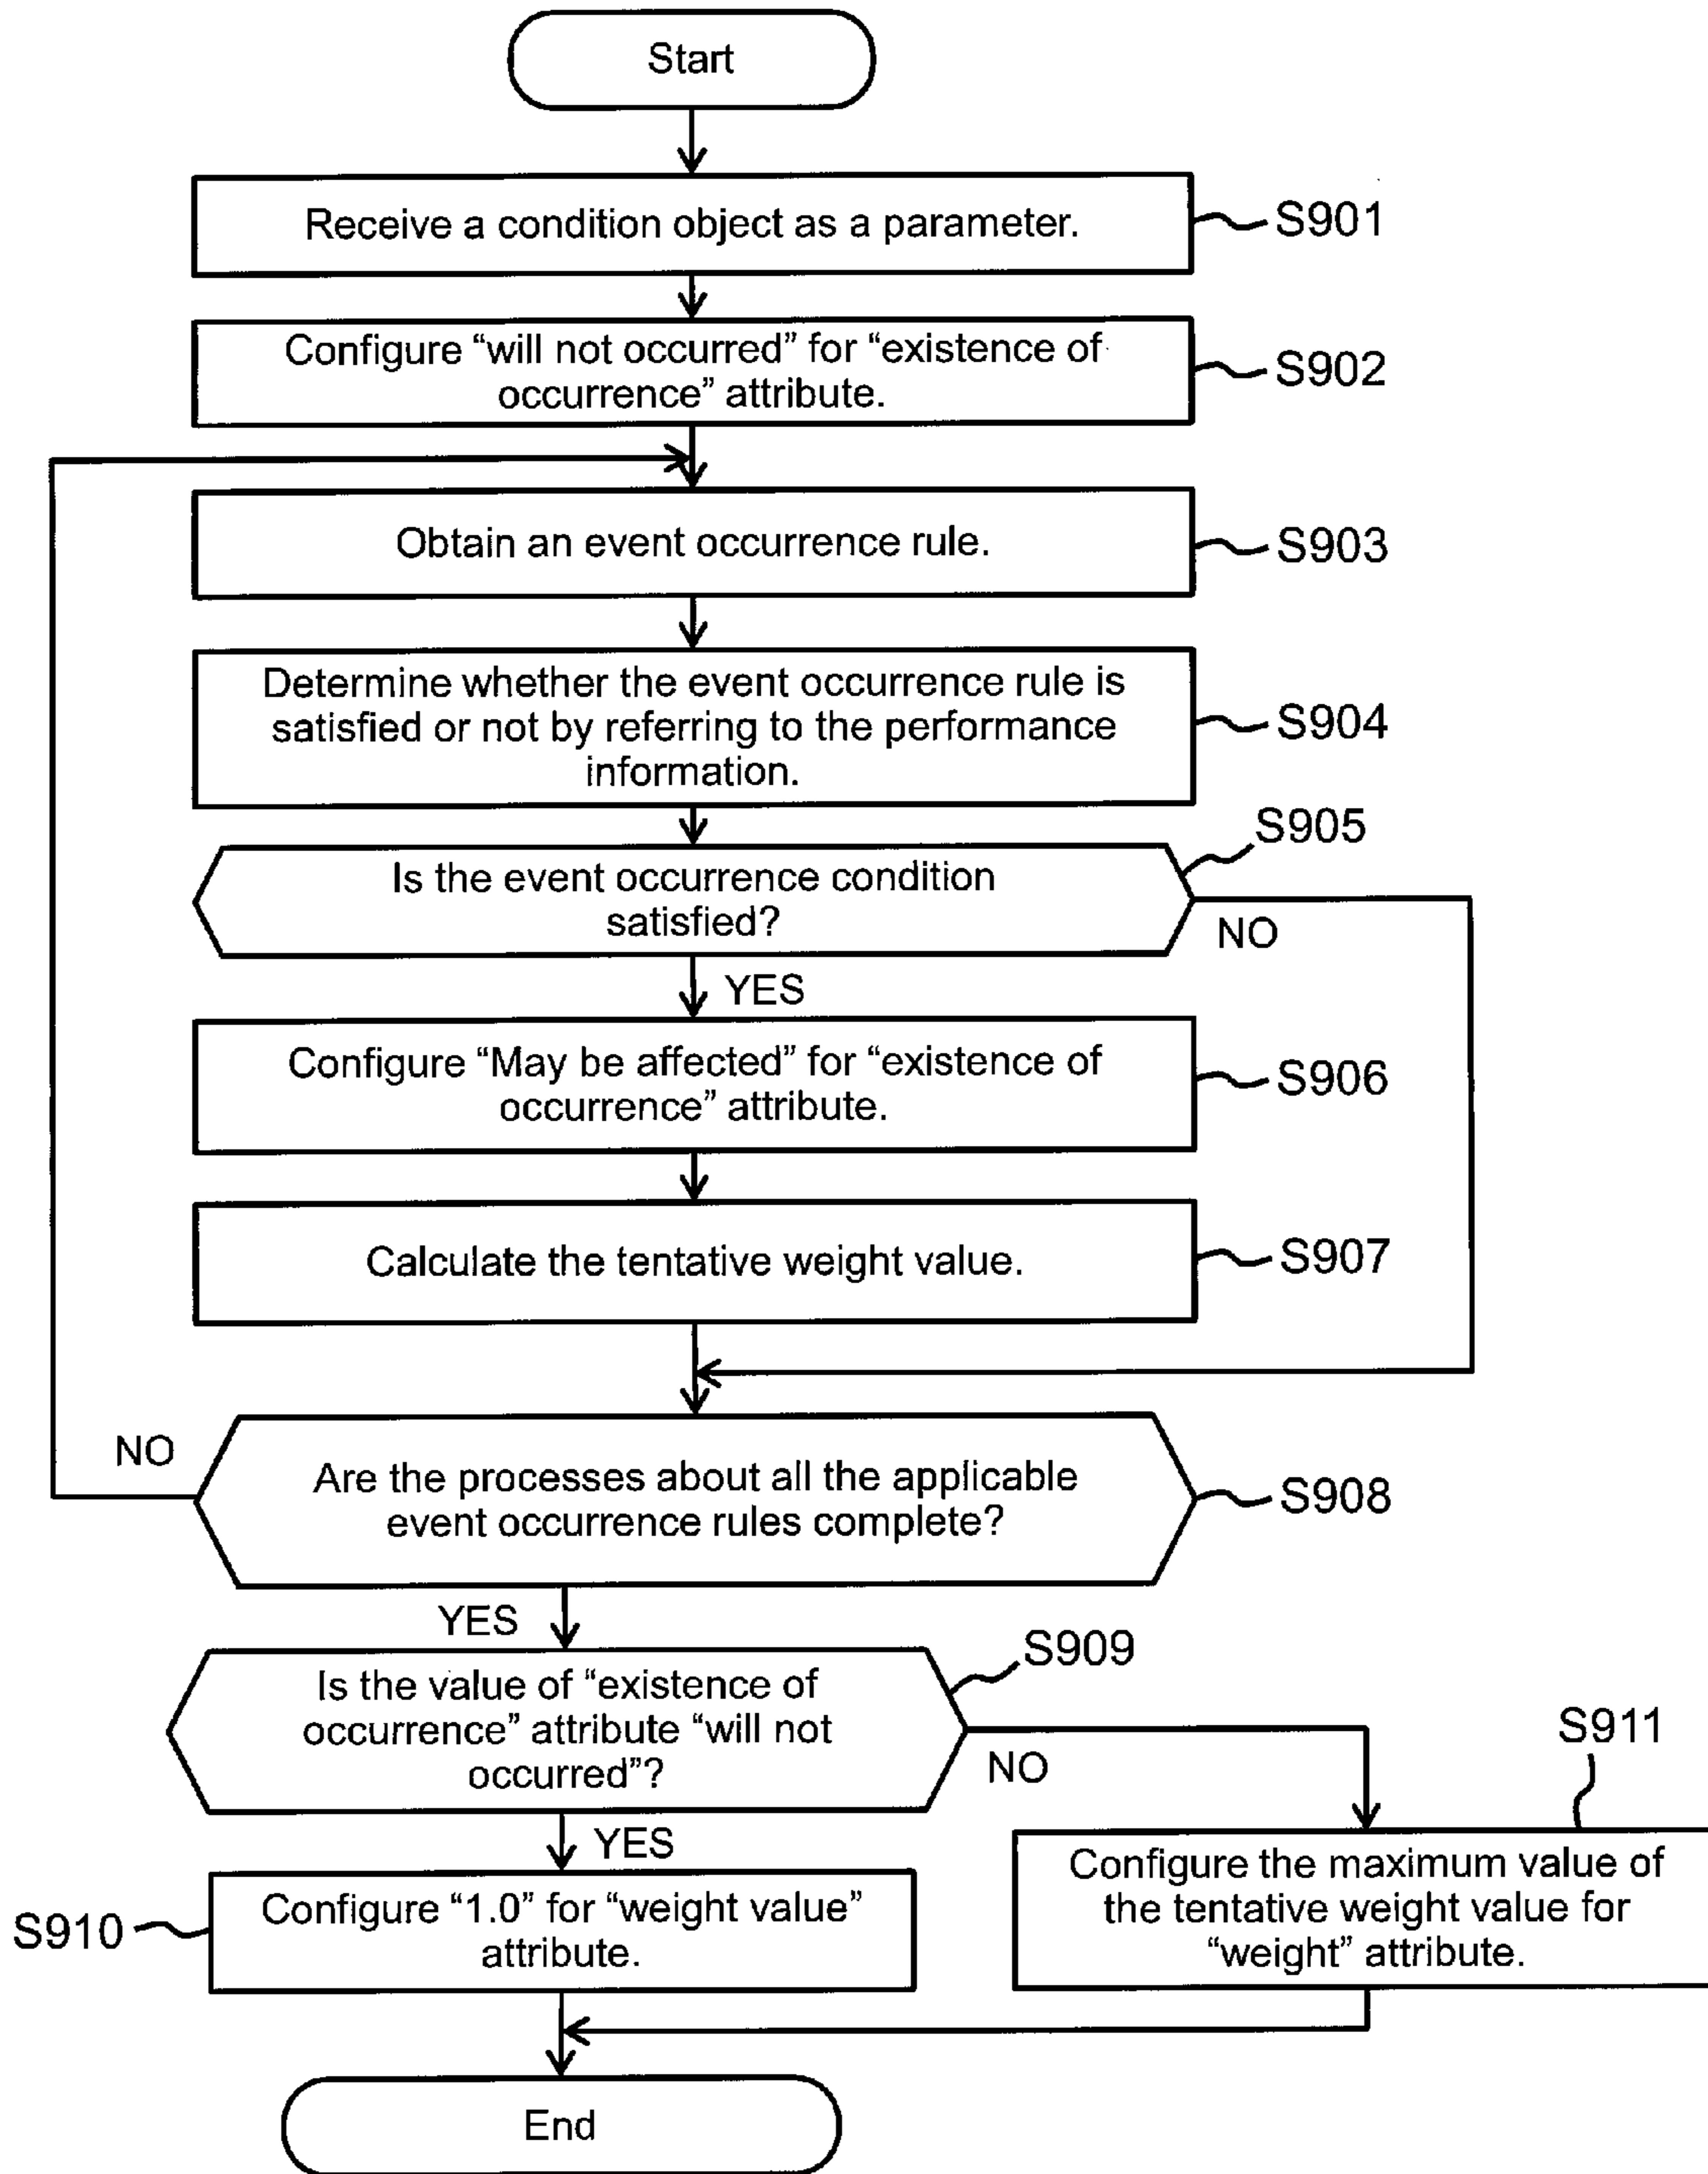 Start
Receive a condition object as a parameter.
S901
Configure “will not occurred” for “existence of
occurrence” attribute.
S902
Obtain an event occurrence rule.
S903
Determine whether the event occurrence rule is
satisfied or not by referring to the performance
information.
S904
Is the event occurrence condition
satisfied?
S905
NO
YES
Configure “May be affected” for “existence of
occurrence” attribute.
S906
Calculate the tentative weight value.
S907
NO
Are the processes about all the applicable
event occurrence rules complete?
S908
YES
Is the value of “existence of
occurrence” attribute “will not
occurred”?
S909
NO
YES
S910
Configure “1.0” for “weight value”
attribute.
S911
Configure the maximum value of
the tentative weight value for
“weight” attribute.
End